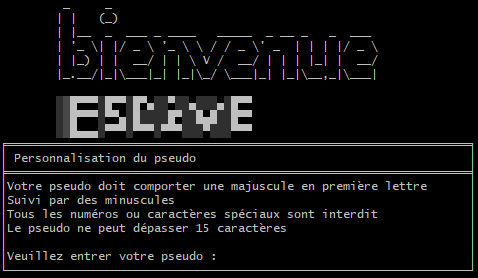 bienvenue
Personnalisation du pseudo
Votre pseudo doit comporter une majuscule en première lettre
Suivi par des minuscules
Tous les numéros ou caractères spéciaux sont interdit
Le pseudo ne peut dépasser 15 caractères
Veuillez entrer votre pseudo :